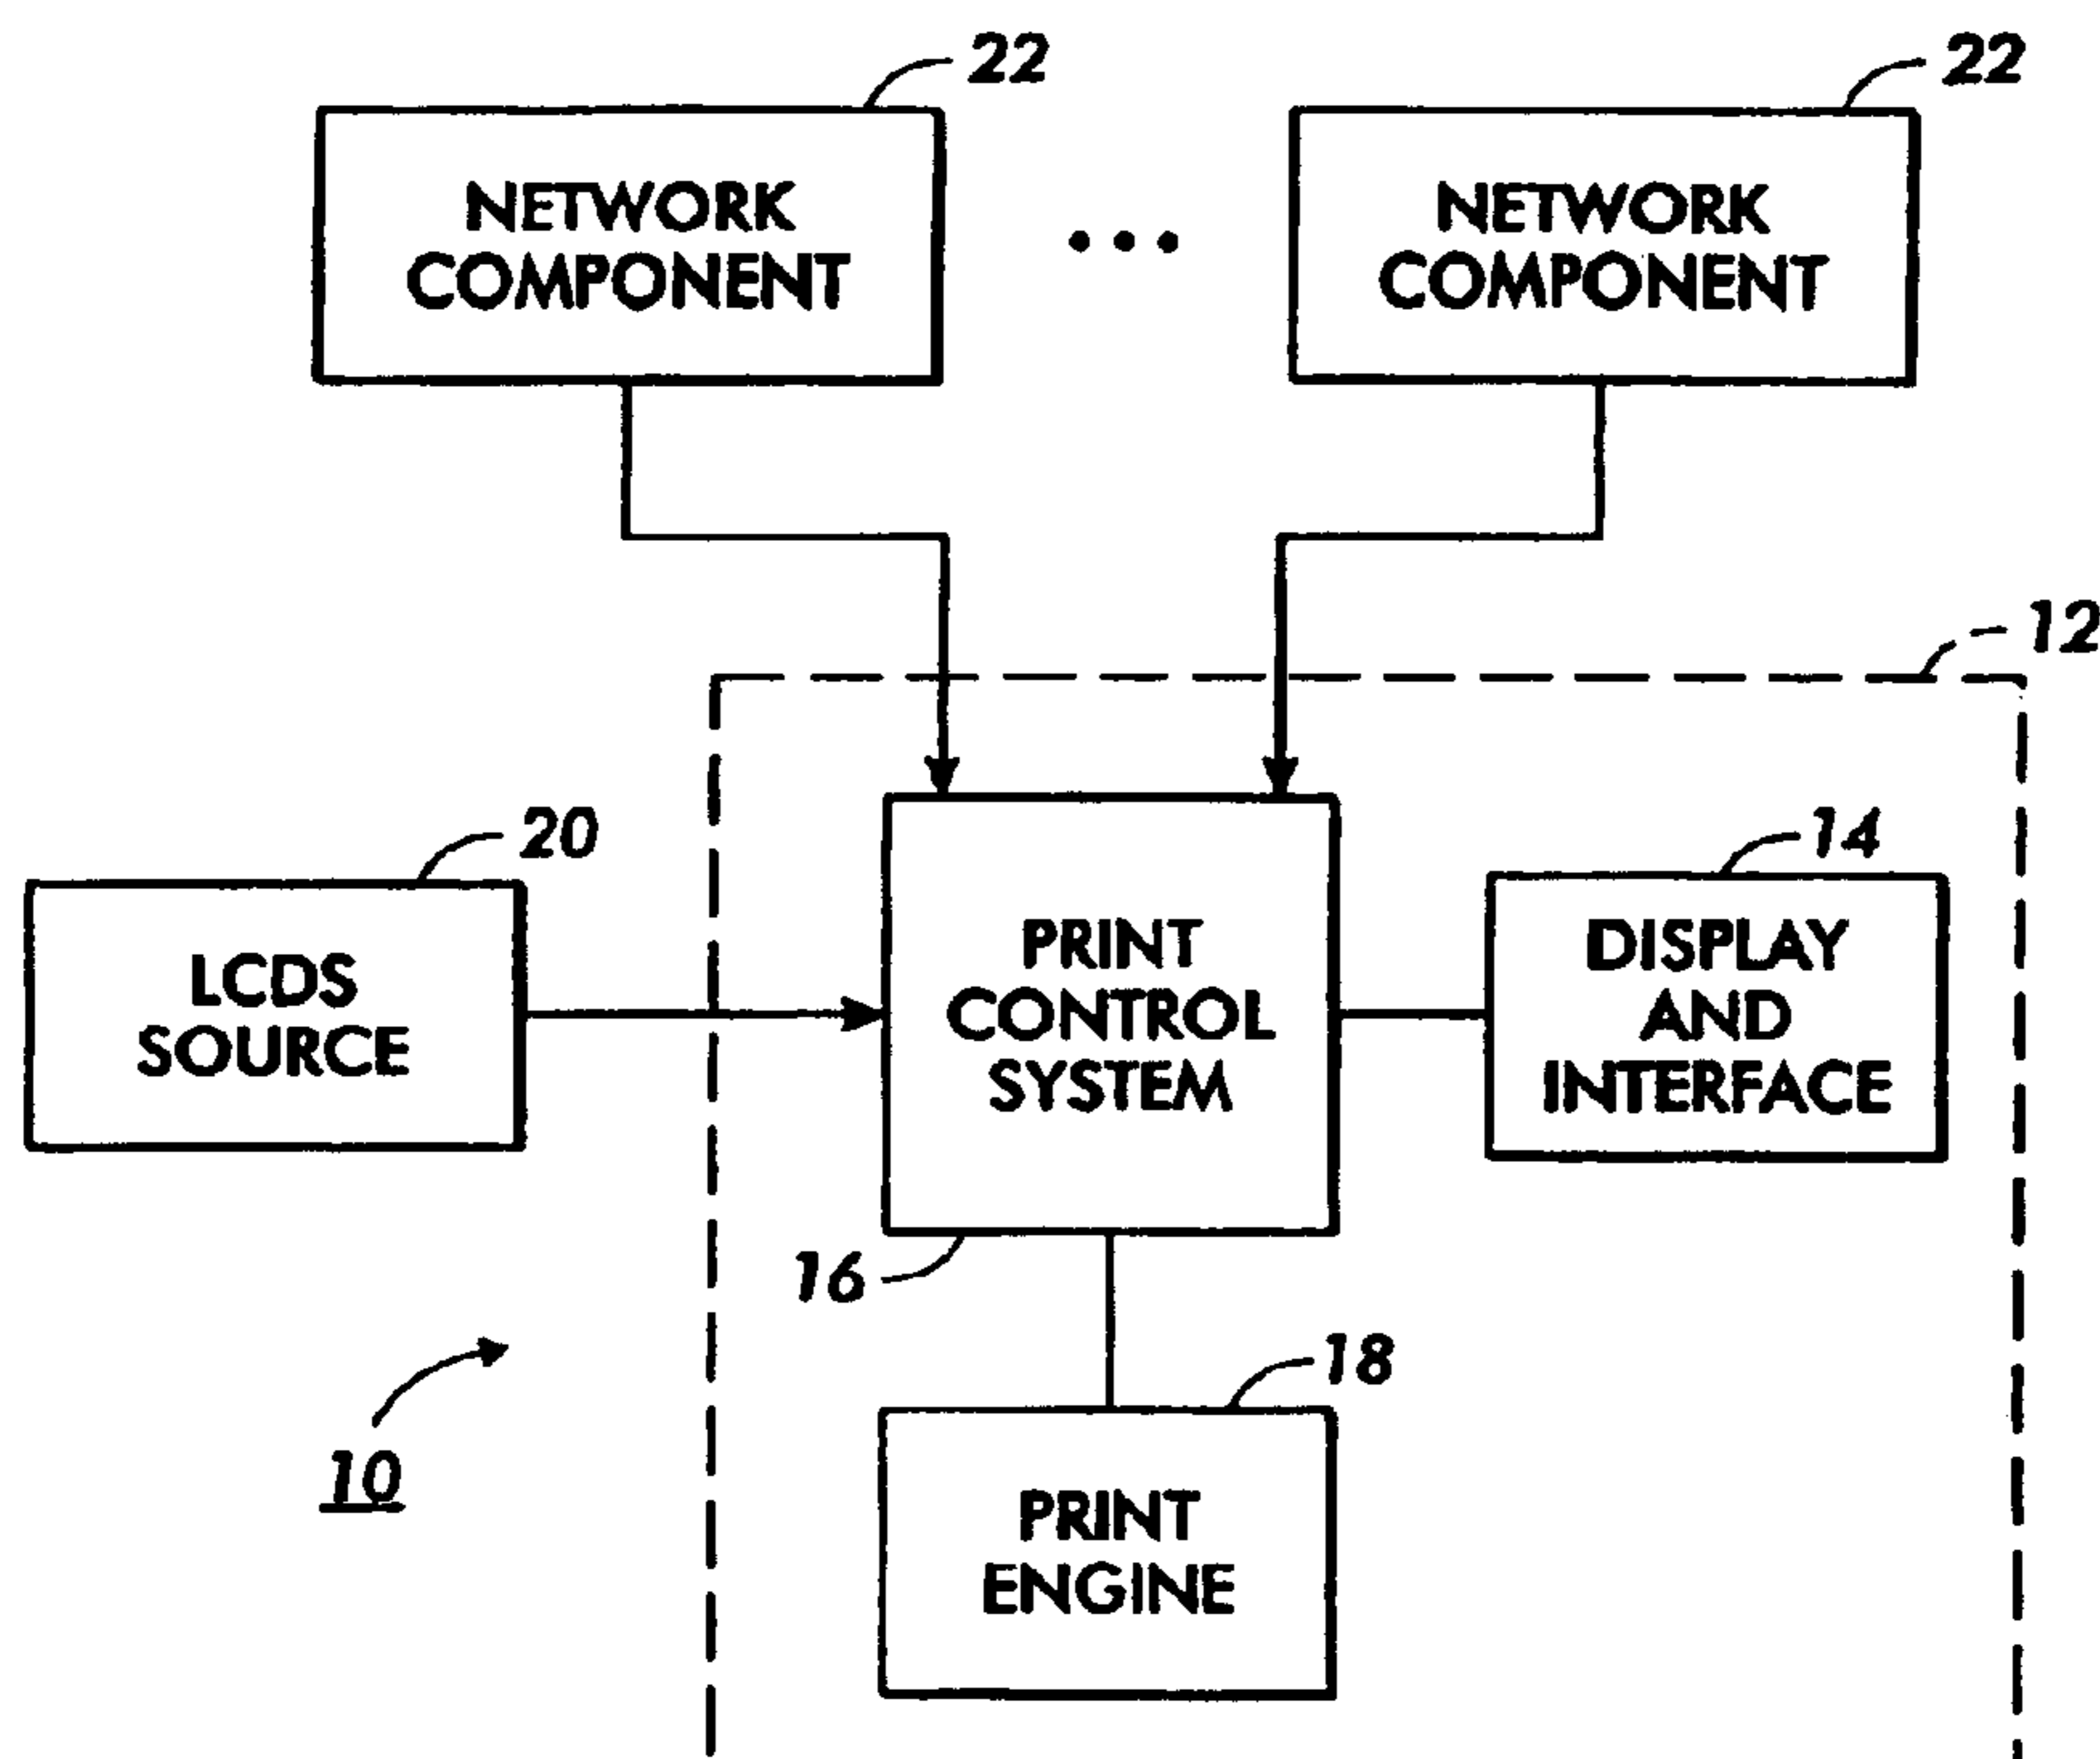 22
22
NETWORK
COMPONENT
• • •
NETWORK
COMPONENT
12
20
14
LCDS
SOURCE
PRINT
CONTROL
SYSTEM
DISPLAY
AND
INTERFACE
16
18
10
PRINT
ENGINE